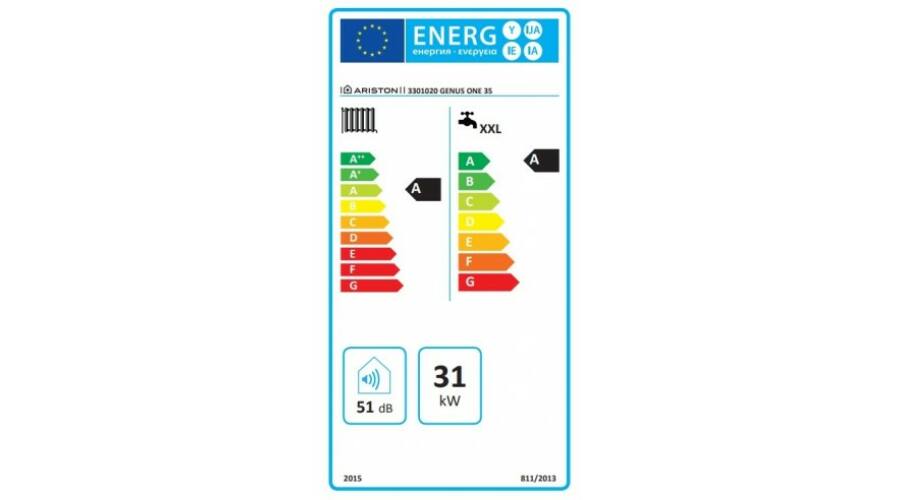 ENERG
енергия · ενεργεια
Y IJA
IE IA
ARISTON 3301020 GENUS ONE 35
XXL
A++
A+
A
B
C
D
E
F
G
A
A
B
C
D
E
F
G
A
51 dB
31
kW
2015
811/2013